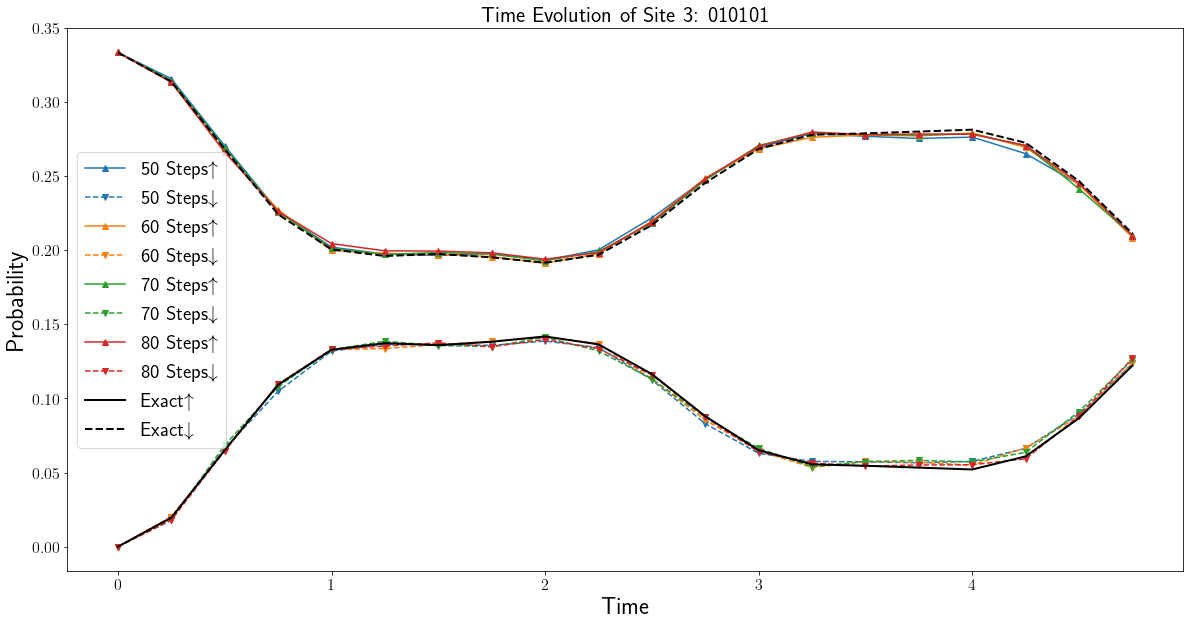 Time Evolution of Site 3: 010101
0.35
0.30
0.25
0.20
0.15
0.10
0.05
0.00
Probability
50 Steps↑
50 Steps↓
60 Steps↑
60 Steps↓
70 Steps↑
70 Steps↓
80 Steps↑
80 Steps↓
Exact↑
Exact↓
0 1 2 3 4
Time